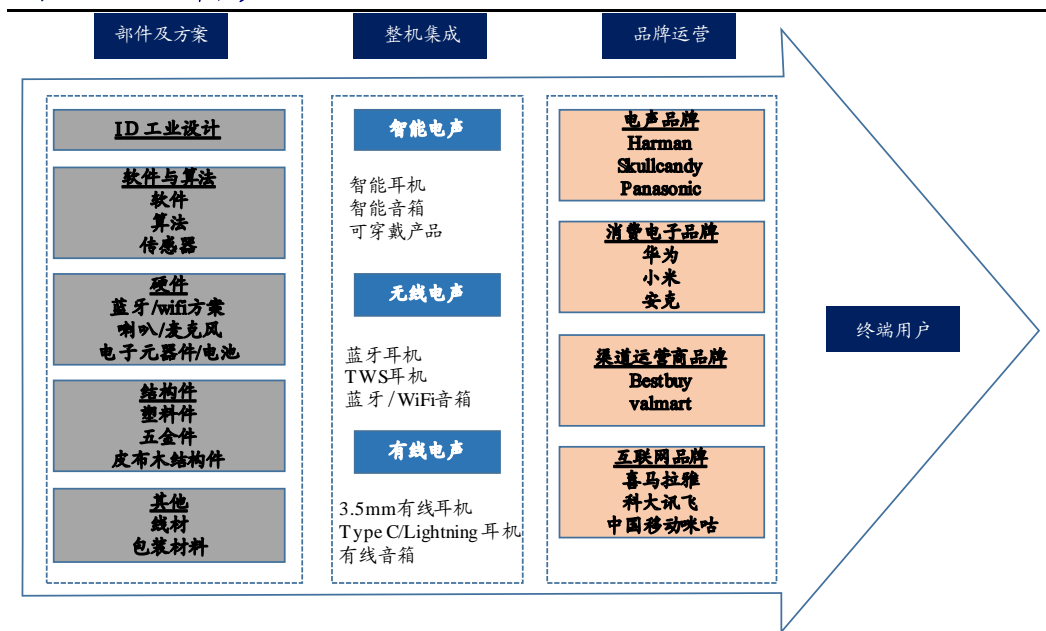 部件及方案
整机集成
品牌运营
ID工业设计
软件与算法
软件
算法
传感器
硬件
蓝牙/wifi方案
喇叭/麦克风
电子元器件/电池
结构件
塑料件
五金件
皮布木结构件
其他
线材
包装材料
智能电声
智能耳机
智能音箱
可穿戴产品
无线电声
蓝牙耳机
TWS耳机
蓝牙/WiFi音箱
有线电声
3.5mm有线耳机
Type C/Lightning耳机
有线音箱
电声品牌
Harman
Skullcandy
Panasonic
消费电子品牌
华为
小米
安克
渠道运营商品牌
Bestbuy
valmart
互联网品牌
喜马拉雅
科大讯飞
中国移动咪咕
终端用户